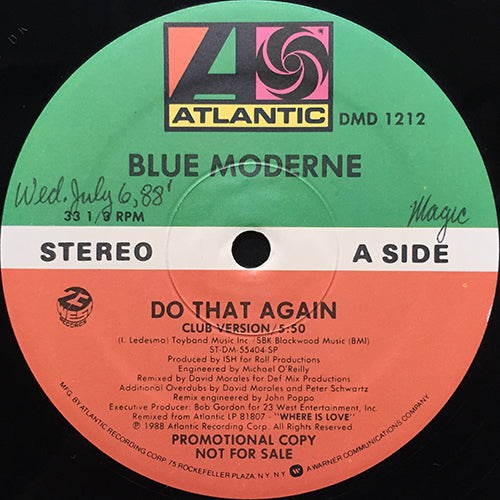 ATLANTIC
DMD 1212
BLUE MODERNE
Wed. July 6, 88'
33 1/3 RPM
Magic
STEREO
A SIDE
23
RECORDS
DO THAT AGAIN
CLUB VERSION/5:50
(I. Ledesma) Toyband Music Inc./SBK Blackwood Music (BMI)
ST-DM-55404-SP
Produced by ISH for Roll Productions
Engineered by Michael O'Reilly
Remixed by David Morales for Def Mix Productions
Additional Overdubs by David Morales and Peter Schwartz
Remix Engineered by John Poppo
Executive Producer: Bob Gordon for 23 West Entertainment, Inc.
Remixed from Atlantic LP 81807 - "WHERE IS LOVE"
℗ 1988 Atlantic Recording Corp. All Rights Reserved.
PROMOTIONAL COPY
NOT FOR SALE
MFG. BY ATLANTIC RECORDING CORP. 75 ROCKEFELLER PLAZA, N.Y. N.Y. A WARNER COMMUNICATIONS COMPANY